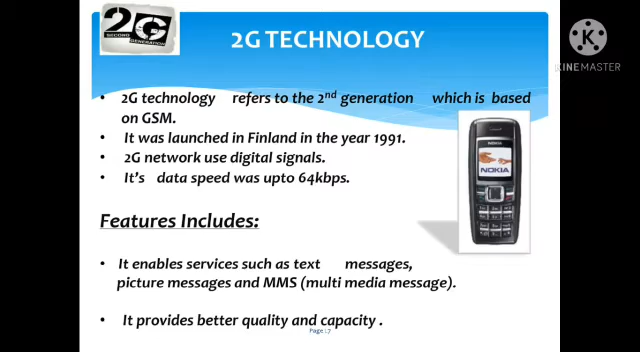 2G
SECOND GENERATION
2G TECHNOLOGY
KINEMASTER
• 2G technology refers to the 2nd generation which is based
on GSM.
• It was launched in Finland in the year 1991.
• 2G network use digital signals.
• It's data speed was upto 64kbps.
NOKIA
NOKIA
Features Includes:
• It enables services such as text messages,
picture messages and MMS (multi media message).
• It provides better quality and capacity .
Page 17